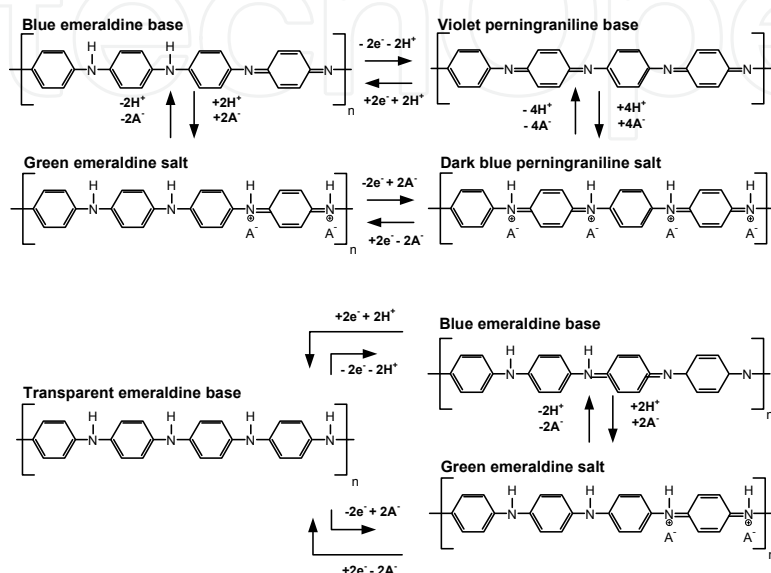 techOpe
Blue emeraldine base
Violet perningraniline base
H H
N N N N
n
- 2e⁻ - 2H⁺
+2e⁻ + 2H⁺
N N N N
n
-2H⁺
-2A⁻
+2H⁺
+2A⁻
- 4H⁺
- 4A⁻
+4H⁺
+4A⁻
Green emeraldine salt
Dark blue perningraniline salt
H H H H
N N N N
⊕ ⊕
A⁻ A⁻
n
-2e⁻ + 2A⁻
+2e⁻ - 2A⁻
H H H H
N N N N
⊕ ⊕ ⊕ ⊕
A⁻ A⁻ A⁻ A⁻
n
+2e⁻ + 2H⁺
- 2e⁻ - 2H⁺
Blue emeraldine base
H H
N N N N
n
Transparent emeraldine base
H H H H
N N N N
n
-2H⁺
-2A⁻
+2H⁺
+2A⁻
Green emeraldine salt
H H H H
N N N N
⊕ ⊕
A⁻ A⁻
n
-2e⁻ + 2A⁻
+2e⁻ - 2A⁻